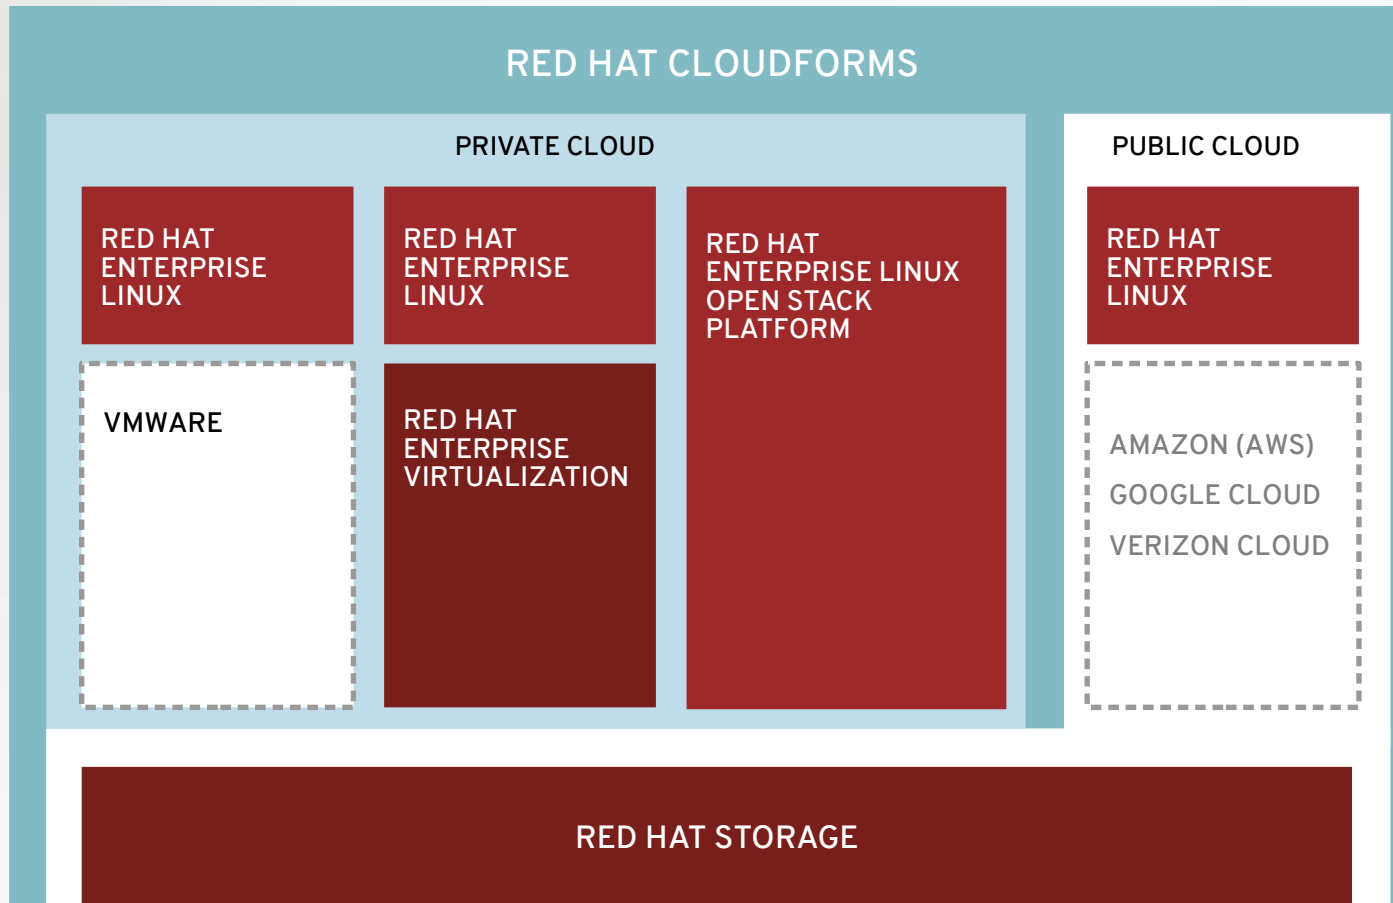 RED HAT CLOUDFORMS
PRIVATE CLOUD
RED HAT
ENTERPRISE
LINUX
RED HAT
ENTERPRISE
LINUX
RED HAT
ENTERPRISE LINUX
OPEN STACK
PLATFORM
VMWARE
RED HAT
ENTERPRISE
VIRTUALIZATION
PUBLIC CLOUD
RED HAT
ENTERPRISE
LINUX
AMAZON (AWS)
GOOGLE CLOUD
VERIZON CLOUD
RED HAT STORAGE